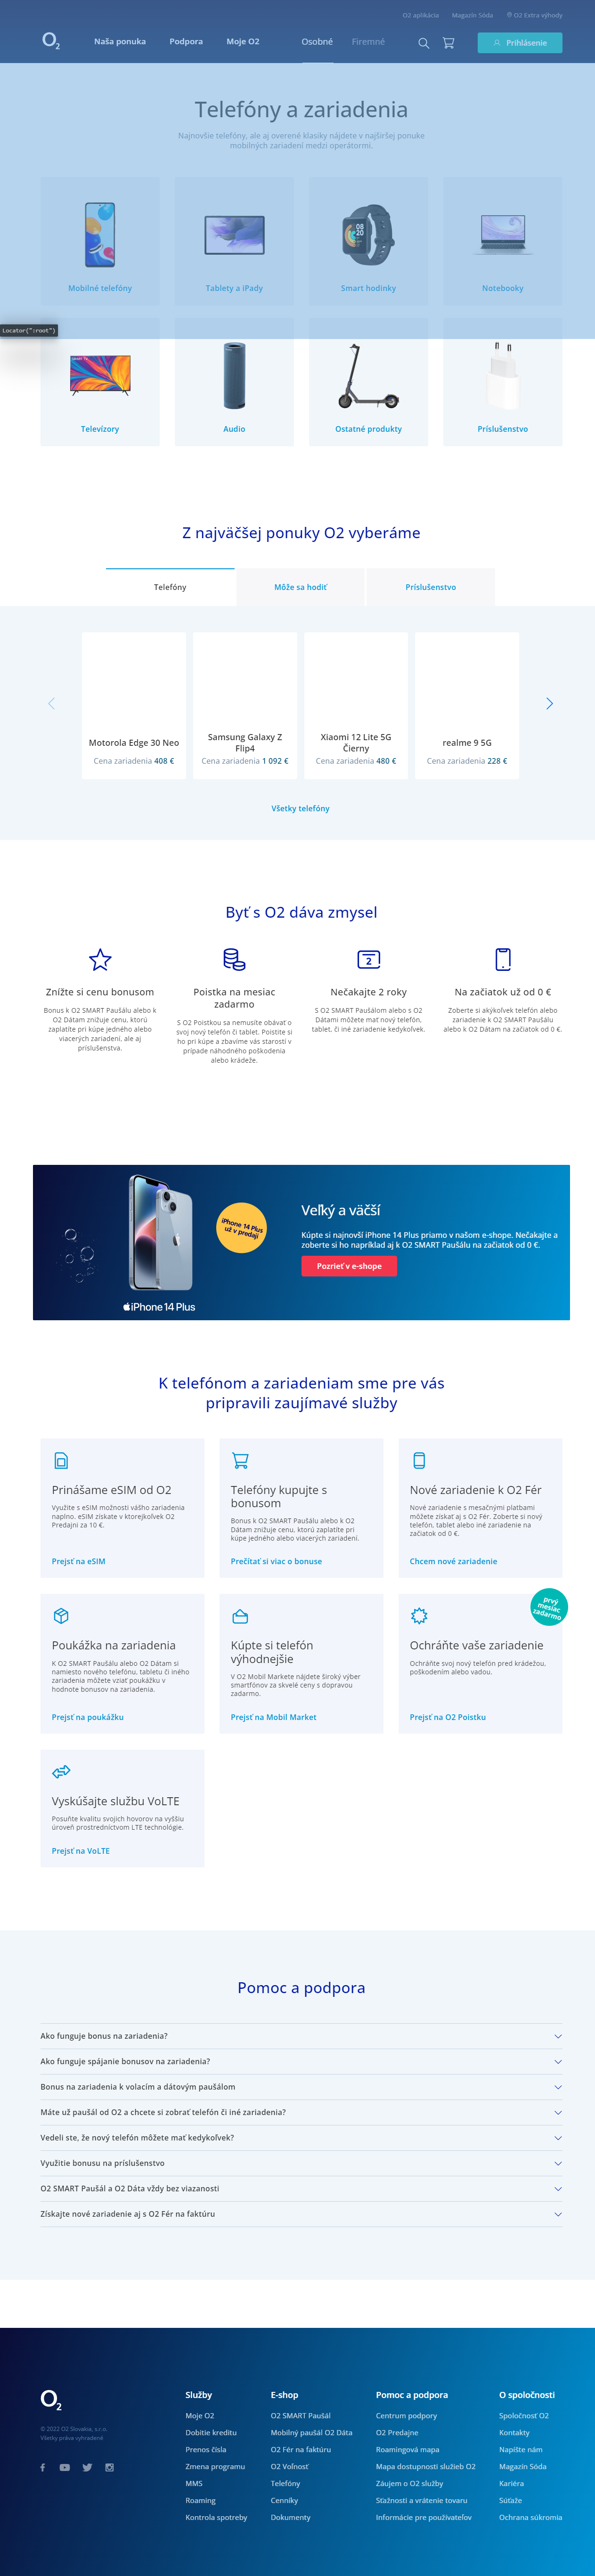 O2 aplikácia Magazín Sóda O2 Extra výhody
O2 Naša ponuka Podpora Moje O2 Osobné Firemné Prihlásenie
Telefóny a zariadenia
Najnovšie telefóny, ale aj overené klasiky nájdete v najširšej ponuke
mobilných zariadení medzi operátormi.
Mobilné telefóny Tablety a iPady Smart hodinky Notebooky
Locator(":root")
Televízory Audio Ostatné produkty Príslušenstvo
Z najväčšej ponuky O2 vyberáme
Telefóny Môže sa hodiť Príslušenstvo
Motorola Edge 30 Neo
Cena zariadenia 408 €
Samsung Galaxy Z
Flip4
Cena zariadenia 1 092 €
Xiaomi 12 Lite 5G
Čierny
Cena zariadenia 480 €
realme 9 5G
Cena zariadenia 228 €
Všetky telefóny
Byť s O2 dáva zmysel
Znížte si cenu bonusom
Bonus k O2 SMART Paušálu alebo k
O2 Dátam znižuje cenu, ktorú
zaplatíte pri kúpe jedného alebo
viacerých zariadení, ale aj
príslušenstva.
Poistka na mesiac
zadarmo
S O2 Poistkou sa nemusíte obávať o
svoj nový telefón či tablet. Poistite si
ho pri kúpe a zbavíme vás starostí v
prípade náhodného poškodenia
alebo krádeže.
2
Nečakajte 2 roky
S O2 SMART Paušálom alebo s O2
Dátami môžete mať nový telefón,
tablet, či iné zariadenie kedykoľvek.
Na začiatok už od 0 €
Zoberte si akýkoľvek telefón alebo
zariadenie k O2 SMART Paušálu
alebo k O2 Dátam na začiatok od 0 €.
iPhone 14 Plus
už v predaji
iPhone 14 Plus
Veľký a väčší
Kúpte si najnovší iPhone 14 Plus priamo v našom e-shope. Nečakajte a
zoberte si ho napríklad aj k O2 SMART Paušálu na začiatok od 0 €.
Pozrieť v e-shope
K telefónom a zariadeniam sme pre vás
pripravili zaujímavé služby
Prinášame eSIM od O2
Využite s eSIM možnosti vášho zariadenia
naplno. eSIM získate v ktorejkoľvek O2
Predajni za 10 €.
Prejsť na eSIM
Telefóny kupujte s
bonusom
Bonus k O2 SMART Paušálu alebo k O2
Dátam znižuje cenu, ktorú zaplatíte pri
kúpe jedného alebo viacerých zariadení.
Prečítať si viac o bonuse
Nové zariadenie k O2 Fér
Nové zariadenie s mesačnými platbami
môžete získať aj s O2 Fér. Zoberte si nový
telefón, tablet alebo iné zariadenie na
začiatok od 0 €.
Chcem nové zariadenie
Poukážka na zariadenia
K O2 SMART Paušálu alebo O2 Dátam si
namiesto nového telefónu, tabletu či iného
zariadenia môžete vziať poukážku v
hodnote bonusov na zariadenia.
Prejsť na poukážku
Kúpte si telefón
výhodnejšie
V O2 Mobil Markete nájdete široký výber
smartfónov za skvelé ceny s dopravou
zadarmo.
Prejsť na Mobil Market
prvý
mesiac
zadarmo
Ochráňte vaše zariadenie
Ochráňte svoj nový telefón pred krádežou,
poškodením alebo vadou.
Prejsť na O2 Poistku
Vyskúšajte službu VoLTE
Posuňte kvalitu svojich hovorov na vyššiu
úroveň prostredníctvom LTE technológie.
Prejsť na VoLTE
Pomoc a podpora
Ako funguje bonus na zariadenia?
Ako funguje spájanie bonusov na zariadenia?
Bonus na zariadenia k volacím a dátovým paušálom
Máte už paušál od O2 a chcete si zobrať telefón či iné zariadenia?
Vedeli ste, že nový telefón môžete mať kedykoľvek?
Využitie bonusu na príslušenstvo
O2 SMART Paušál a O2 Dáta vždy bez viazanosti
Získajte nové zariadenie aj s O2 Fér na faktúru
O2
© 2022 O2 Slovakia, s.r.o.
Všetky práva vyhradené
Služby
Moje O2
Dobitie kreditu
Prenos čísla
Zmena programu
MMS
Roaming
Kontrola spotreby
E-shop
O2 SMART Paušál
Mobilný paušál O2 Dáta
O2 Fér na faktúru
O2 Voľnosť
Telefóny
Cenníky
Dokumenty
Pomoc a podpora
Centrum podpory
O2 Predajne
Roamingová mapa
Mapa dostupnosti služieb O2
Záujem o O2 služby
Sťažnosti a vrátenie tovaru
Informácie pre používateľov
O spoločnosti
Spoločnosť O2
Kontakty
Napíšte nám
Magazín Sóda
Kariéra
Súťaže
Ochrana súkromia